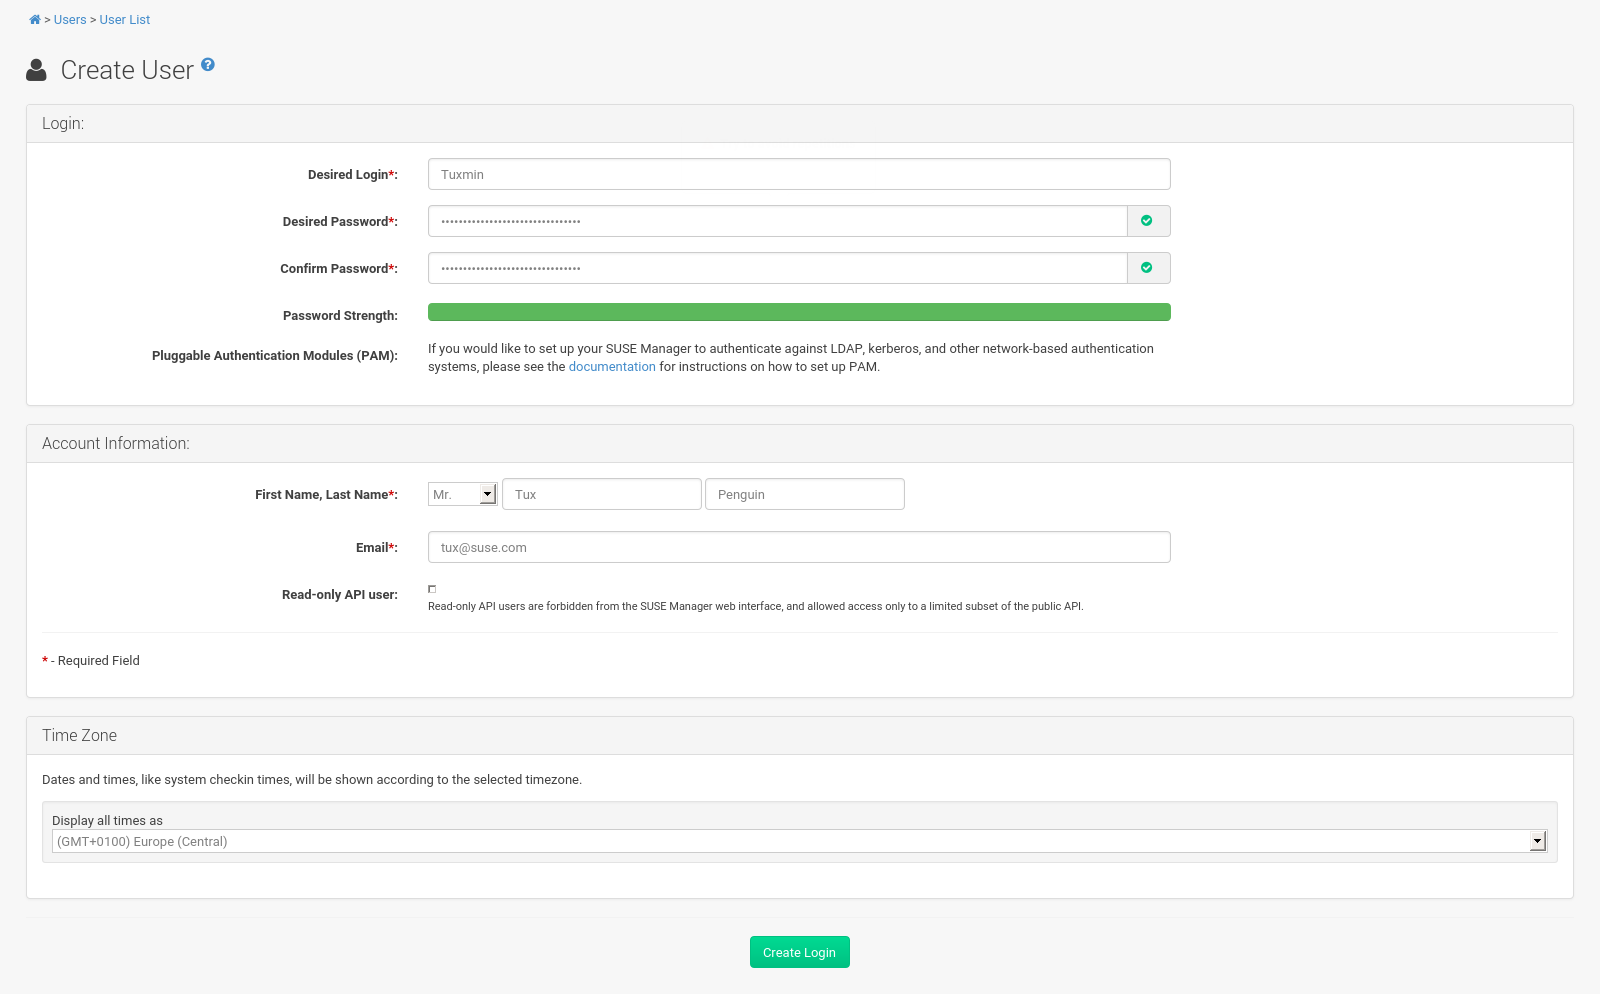 > Users > User List
Create User
Login:
Desired Login*: Tuxmin
Desired Password*: ••••••••••••••••••••••••••••••••
Confirm Password*: ••••••••••••••••••••••••••••••••
Password Strength:
Pluggable Authentication Modules (PAM): If you would like to set up your SUSE Manager to authenticate against LDAP, kerberos, and other network-based authentication
systems, please see the documentation for instructions on how to set up PAM.
Account Information:
First Name, Last Name*: Mr. Tux Penguin
Email*: tux@suse.com
Read-only API user:
Read-only API users are forbidden from the SUSE Manager web interface, and allowed access only to a limited subset of the public API.
* - Required Field
Time Zone
Dates and times, like system checkin times, will be shown according to the selected timezone.
Display all times as
(GMT+0100) Europe (Central)
Create Login